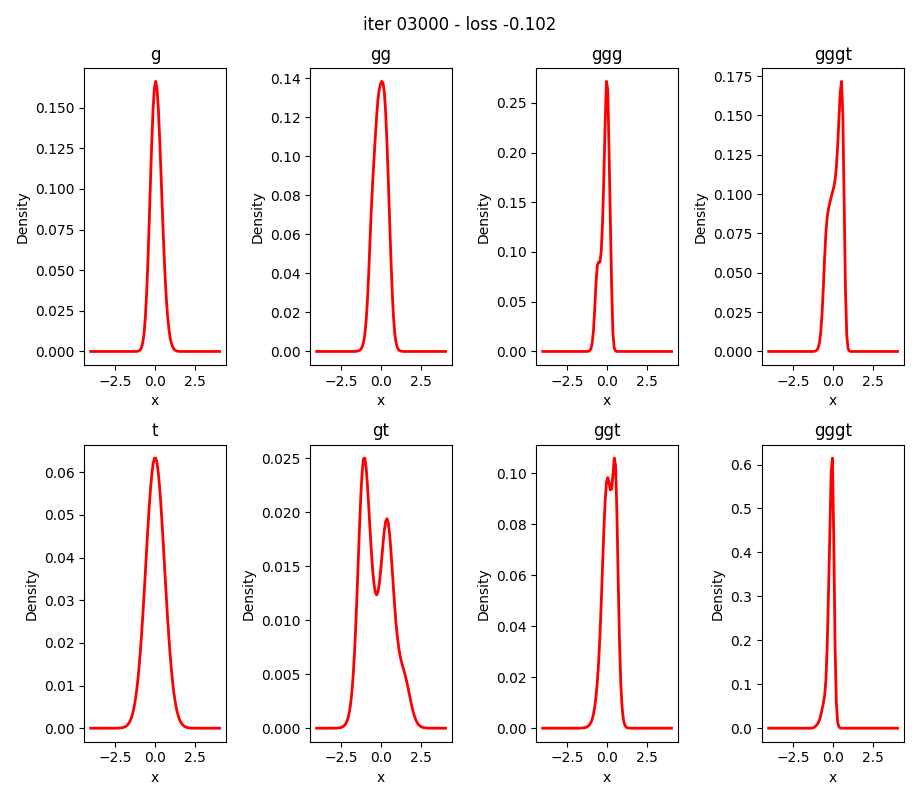 iter 03000 - loss -0.102
g
gg
ggg
gggt
0.150
0.125
0.100
0.075
0.050
0.025
0.000
Density
−2.5 0.0 2.5
x
0.14
0.12
0.10
0.08
0.06
0.04
0.02
0.00
Density
−2.5 0.0 2.5
x
0.25
0.20
0.15
0.10
0.05
0.00
Density
−2.5 0.0 2.5
x
0.175
0.150
0.125
0.100
0.075
0.050
0.025
0.000
Density
−2.5 0.0 2.5
x
t
gt
ggt
gggt
0.06
0.05
0.04
0.03
0.02
0.01
0.00
Density
−2.5 0.0 2.5
x
0.025
0.020
0.015
0.010
0.005
0.000
Density
−2.5 0.0 2.5
x
0.10
0.08
0.06
0.04
0.02
0.00
Density
−2.5 0.0 2.5
x
0.6
0.5
0.4
0.3
0.2
0.1
0.0
Density
−2.5 0.0 2.5
x